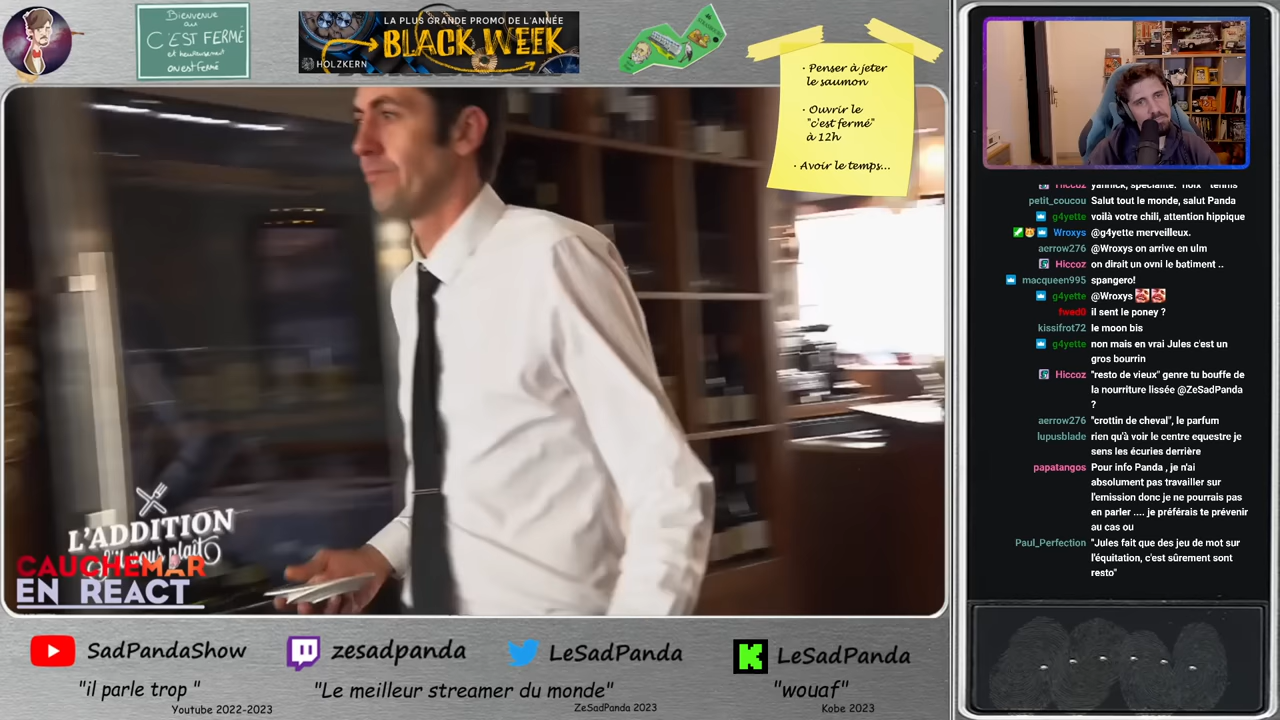 Bienvenue
au
C'EST FERMÉ
et heureusement
on est fermé
LA PLUS GRANDE PROMO DE L'ANNÉE
BLACK WEEK
HOLZKERN
· Penser à jeter
le saumon
· Ouvrir le
"c'est fermé"
à 12h
· Avoir le temps...
L'ADDITION
s'il vous plaît
CAUCHEMAR
EN REACT
SadPandaShow
zesadpanda
LeSadPanda
LeSadPanda
"il parle trop "
Youtube 2022-2023
"Le meilleur streamer du monde"
ZeSadPanda 2023
"wouaf"
Kobe 2023
petit_coucou Salut tout le monde, salut Panda
g4yette voilà votre chili, attention hippique
Wroxys @g4yette merveilleux.
aerrow276 @Wroxys on arrive en ulm
Hiccoz on dirait un ovni le batiment ..
macqueen995 spangero!
g4yette @Wroxys
fwed0 il sent le poney ?
kissifrot72 le moon bis
g4yette non mais en vrai Jules c'est un
gros bourrin
Hiccoz "resto de vieux" genre tu bouffe de
la nourriture lissée @ZeSadPanda
?
aerrow276 "crottin de cheval", le parfum
lupusblade rien qu'à voir le centre equestre je
sens les écuries derrière
papatangos Pour info Panda , je n'ai
absolument pas travailler sur
l'emission donc je ne pourrais pas
en parler .... je préférais te prévenir
au cas ou
Paul_Perfection "Jules fait que des jeu de mot sur
l'équitation, c'est sûrement sont
resto"